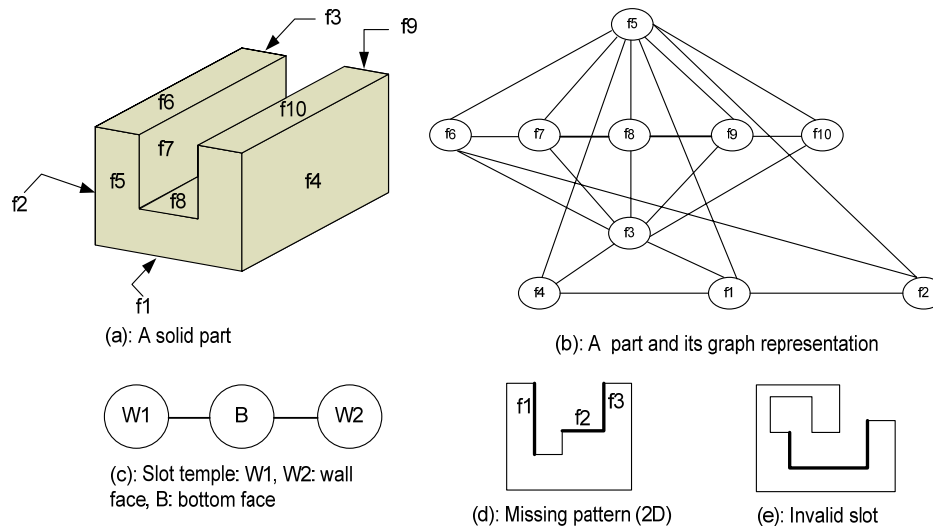 f3
f9
f6
f10
f7
f5
f4
f8
f2
f1
(a): A solid part
f5
f6
f7
f8
f9
f10
f3
f4
f1
f2
(b): A part and its graph representation
W1
B
W2
(c): Slot temple: W1, W2: wall
face, B: bottom face
f1
f2
f3
(d): Missing pattern (2D)
(e): Invalid slot